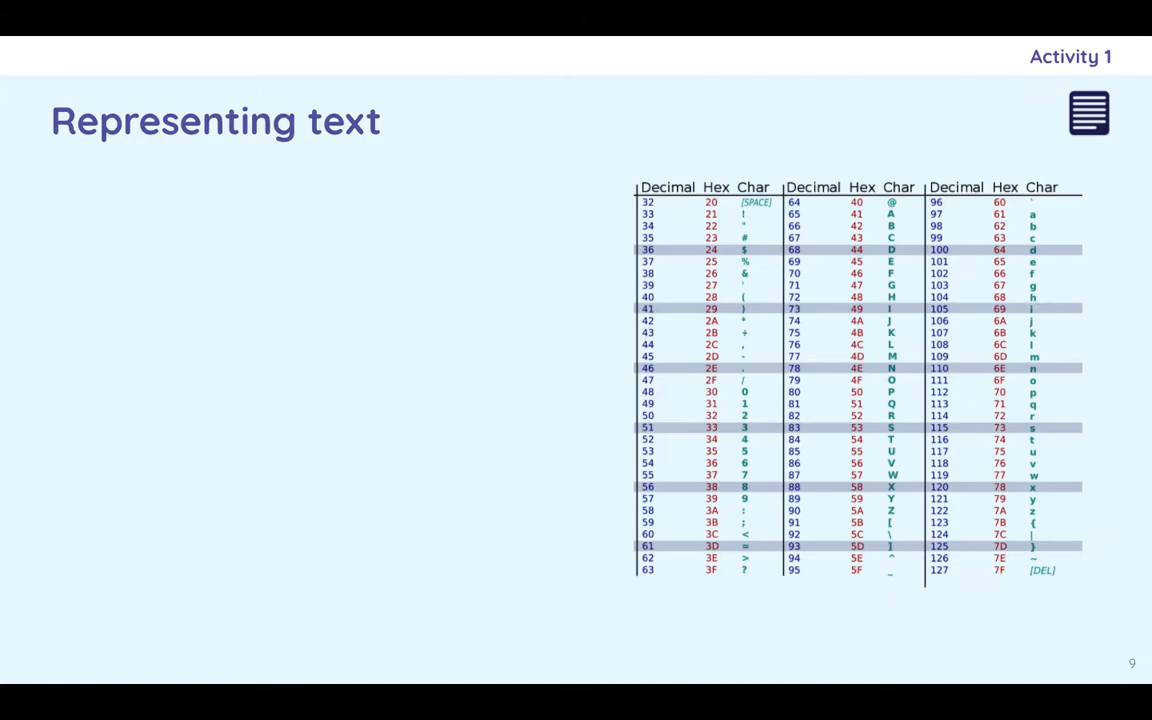 Activity 1
Representing text
Decimal Hex Char Decimal Hex Char Decimal Hex Char
32 20 [SPACE] 64 40 @ 96 60 `
33 21 ! 65 41 A 97 61 a
34 22 " 66 42 B 98 62 b
35 23 # 67 43 C 99 63 c
36 24 $ 68 44 D 100 64 d
37 25 % 69 45 E 101 65 e
38 26 & 70 46 F 102 66 f
39 27 ' 71 47 G 103 67 g
40 28 ( 72 48 H 104 68 h
41 29 ) 73 49 I 105 69 i
42 2A * 74 4A J 106 6A j
43 2B + 75 4B K 107 6B k
44 2C , 76 4C L 108 6C l
45 2D - 77 4D M 109 6D m
46 2E . 78 4E N 110 6E n
47 2F / 79 4F O 111 6F o
48 30 0 80 50 P 112 70 p
49 31 1 81 51 Q 113 71 q
50 32 2 82 52 R 114 72 r
51 33 3 83 53 S 115 73 s
52 34 4 84 54 T 116 74 t
53 35 5 85 55 U 117 75 u
54 36 6 86 56 V 118 76 v
55 37 7 87 57 W 119 77 w
56 38 8 88 58 X 120 78 x
57 39 9 89 59 Y 121 79 y
58 3A : 90 5A Z 122 7A z
59 3B ; 91 5B [ 123 7B {
60 3C < 92 5C \ 124 7C |
61 3D = 93 5D ] 125 7D }
62 3E > 94 5E ^ 126 7E ~
63 3F ? 95 5F _ 127 7F [DEL]
9